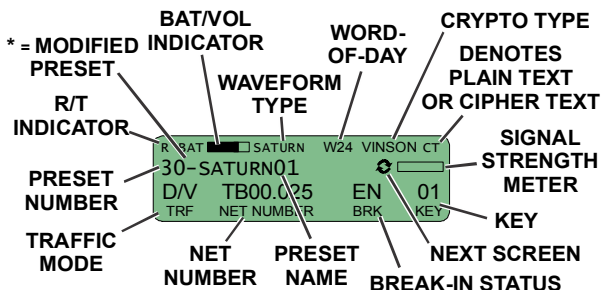 BAT/VOL
INDICATOR
WORD-
OF-DAY
CRYPTO TYPE
* = MODIFIED
PRESET
WAVEFORM
TYPE
DENOTES
PLAIN TEXT
OR CIPHER TEXT
R/T
INDICATOR
R BAT SATURN W24 VINSON CT
30-SATURN01
D/V TB00.025 EN 01
TRF NET NUMBER BRK KEY
SIGNAL
STRENGTH
METER
PRESET
NUMBER
KEY
TRAFFIC
MODE
NET
NUMBER
PRESET
NAME
NEXT SCREEN
BREAK-IN STATUS